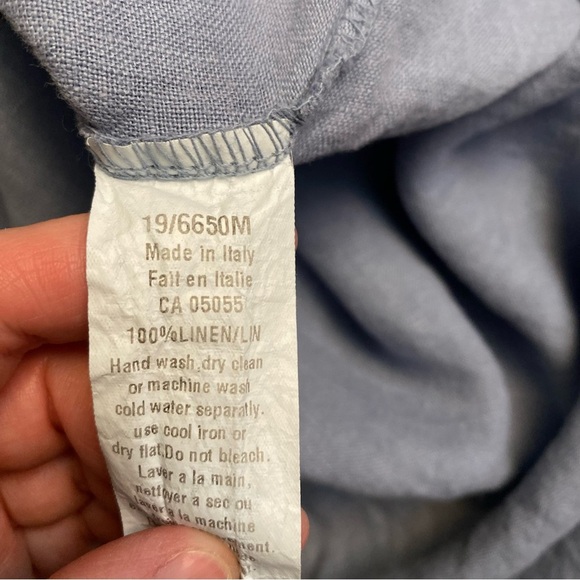 19/6650M
Made in Italy
Fait en Italie
CA 05055
100%LINEN/LIN
Hand wash,dry clean
or machine wash
cold water separatly.
use cool iron or
dry flat.Do not bleach.
Laver a la main,
nettoyer a sec ou
a la machine